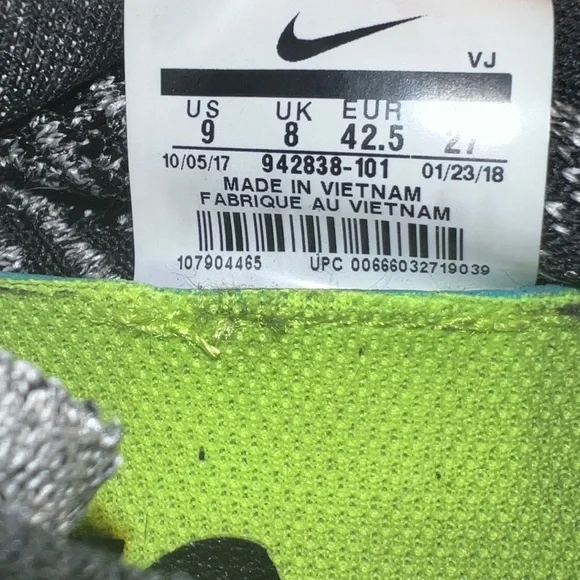 VJ
US UK EUR
9 8 42.5 27
10/05/17 942838-101 01/23/18
MADE IN VIETNAM
FABRIQUE AU VIETNAM
107904465 UPC 00666032719039